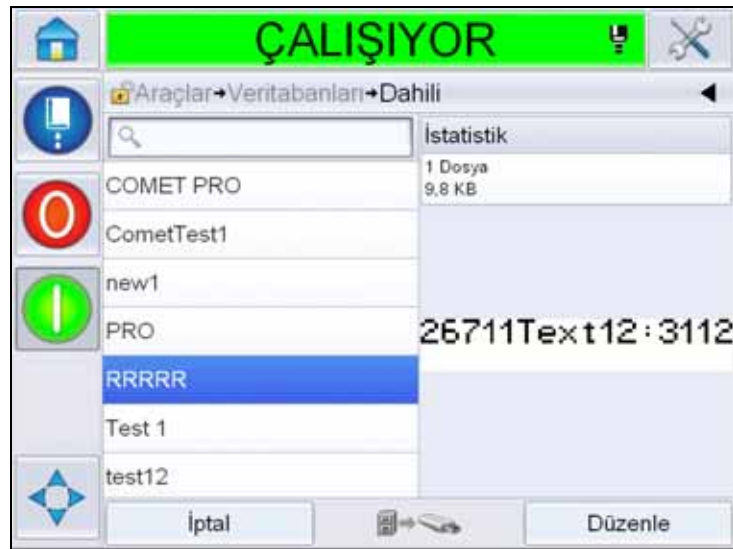 ÇALIŞIYOR
Araçlar→Veritabanları→Dahili
İstatistik
1 Dosya
9,8 KB
COMET PRO
CometTest1
new1
PRO
RRRRR
Test 1
test12
26711Text12:3112
İptal
Düzenle